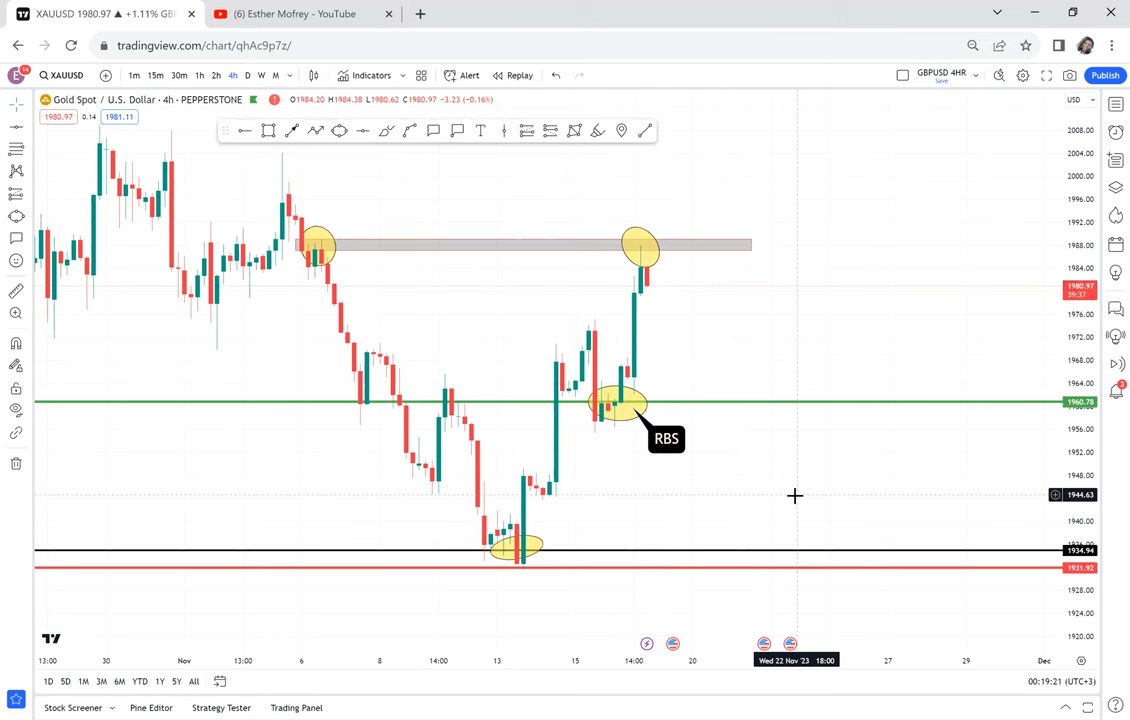 XAUUSD 1980.97 ▲ +1.11% GBP
(6) Esther Mofrey - YouTube
tradingview.com/chart/qhAc9p7z/
E 14 XAUUSD 1m 15m 30m 1h 2h 4h D W M Indicators Alert Replay GBPUSD 4HR Save Publish
Gold Spot / U.S. Dollar · 4h · PEPPERSTONE O1984.20 H1984.38 L1980.62 C1980.97 −3.23 (−0.16%) USD
1980.97 0.14 1981.11
2008.00
2004.00
2000.00
1996.00
1992.00
1988.00
1984.00
1980.97
39:37
1976.00
1972.00
1968.00
1964.00
1960.78
1956.00
RBS
1952.00
1948.00
1944.63
1940.00
1934.94
1931.92
1928.00
1924.00
1920.00
3
13:00 30 Nov 13:00 6 8 14:00 13 15 14:00 20 Wed 22 Nov '23 18:00 27 29 Dec
1D 5D 1M 3M 6M YTD 1Y 5Y All 00:19:21 (UTC+3)
Stock Screener Pine Editor Strategy Tester Trading Panel